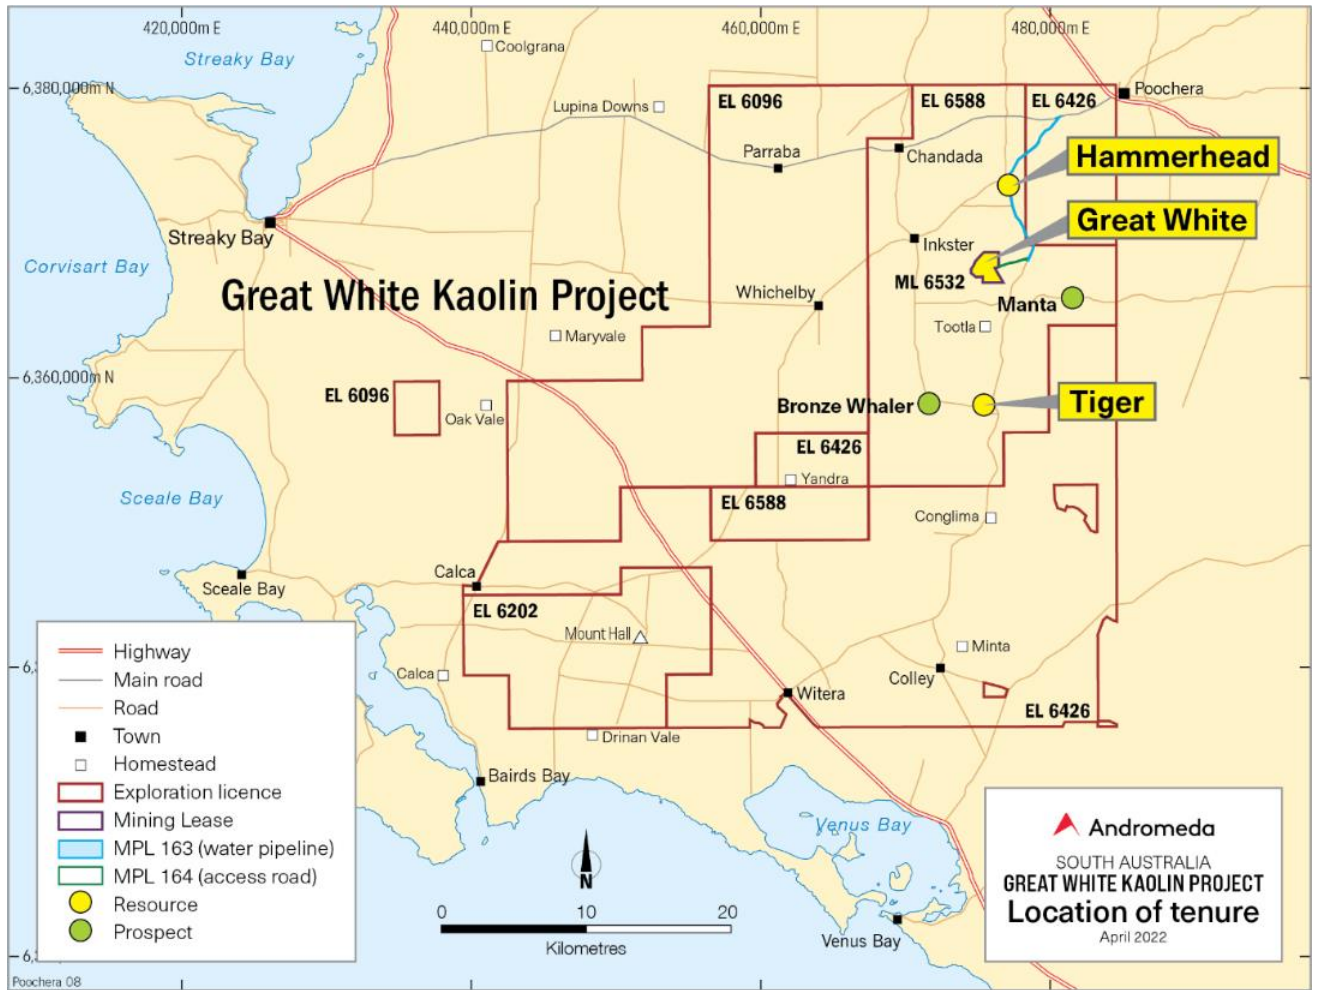 420,000m E
440,000m E
460,000m E
480,000m E
Streaky Bay
Coolgrana
6,380,000m N
Lupina Downs
EL 6096
EL 6588
EL 6426
Poochera
Parraba
Chandada
Hammerhead
Great White
Streaky Bay
Inkster
Corvisart Bay
Great White Kaolin Project
ML 6532
Whichelby
Manta
Maryvale
Tootla
6,360,000m N
EL 6096
Oak Vale
Bronze Whaler
Tiger
EL 6426
Yandra
Sceale Bay
EL 6588
Conglima
Calca
Sceale Bay
EL 6202
Mount Hall
Minta
Calca
Colley
Witera
EL 6426
Drinan Vale
Bairds Bay
Venus Bay
Venus Bay
Highway
Main road
Road
Town
Homestead
Exploration licence
Mining Lease
MPL 163 (water pipeline)
MPL 164 (access road)
Resource
Prospect
N
0 10 20
Kilometres
Andromeda
SOUTH AUSTRALIA
GREAT WHITE KAOLIN PROJECT
Location of tenure
April 2022
Poochera 08